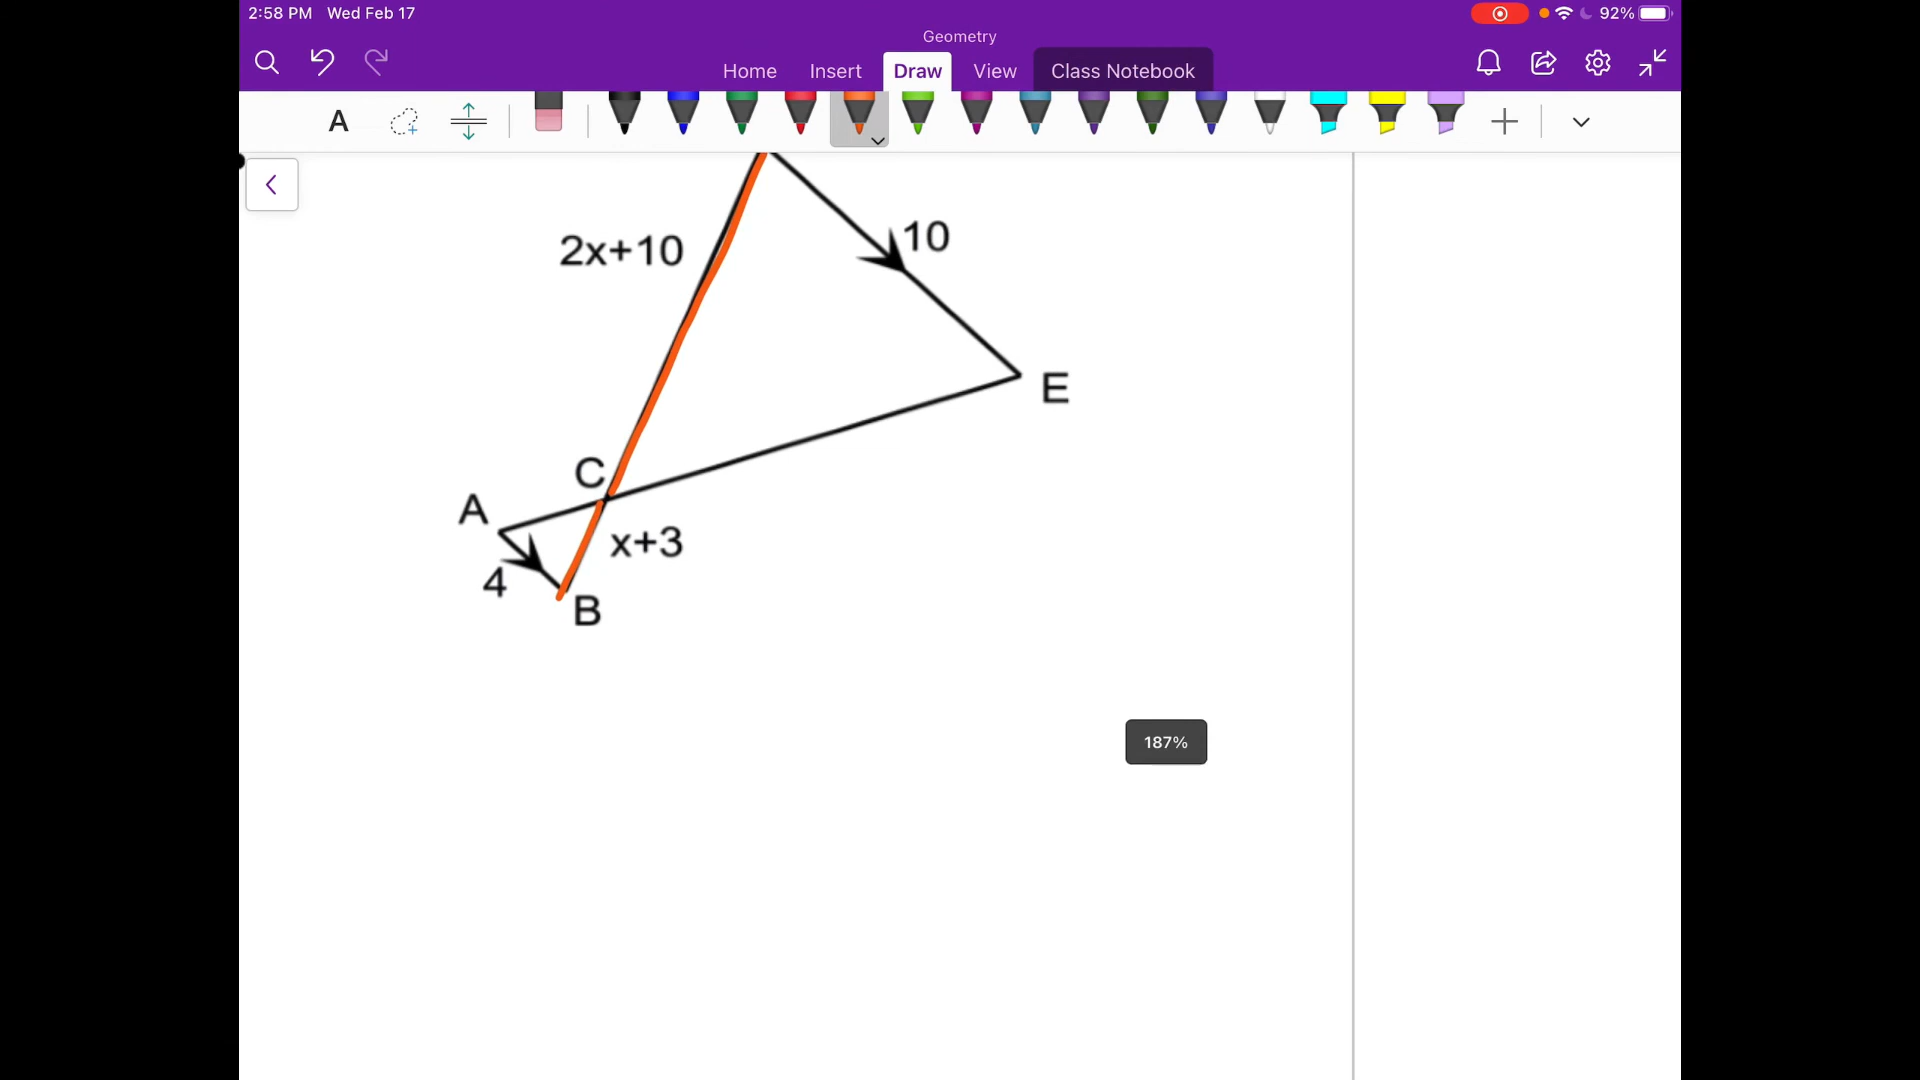 2:58 PM Wed Feb 17 92%
Geometry
Home Insert Draw View Class Notebook
A
2x+10
10
E
C
A
x+3
4
B
187%